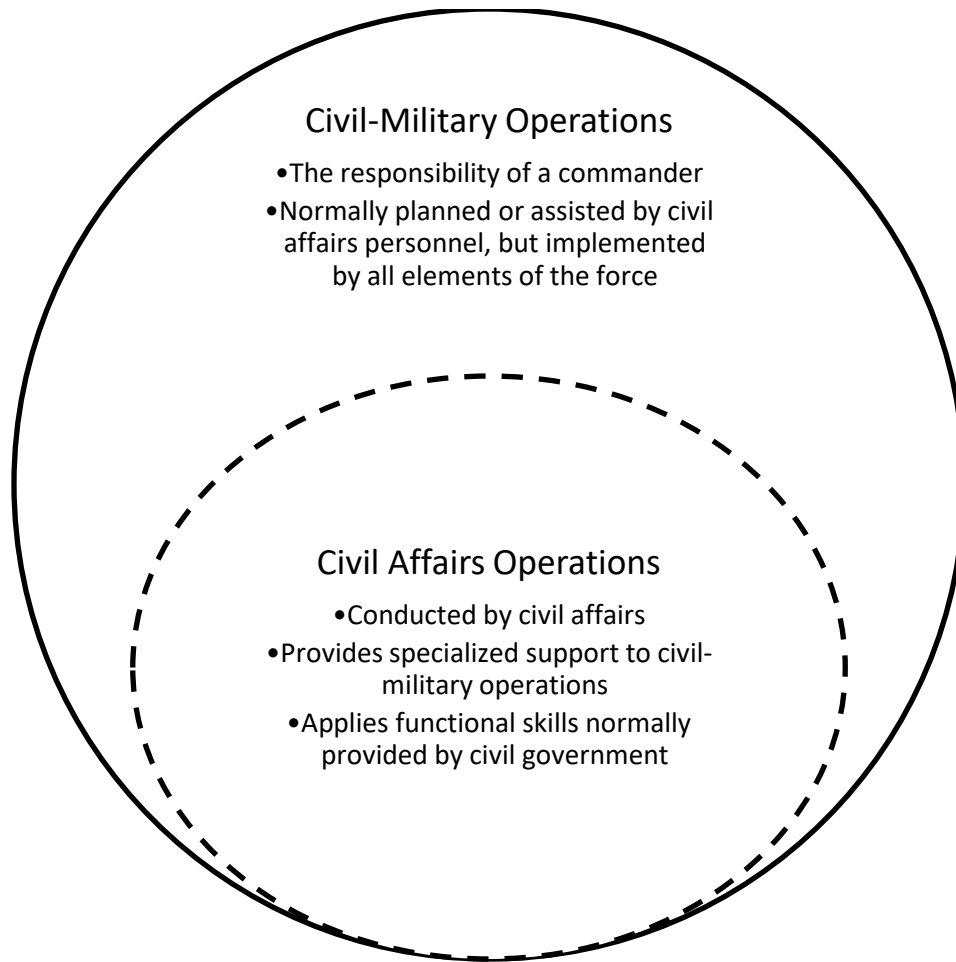 Civil-Military Operations
•The responsibility of a commander
•Normally planned or assisted by civil
affairs personnel, but implemented
by all elements of the force
Civil Affairs Operations
•Conducted by civil affairs
•Provides specialized support to civil-
military operations
•Applies functional skills normally
provided by civil government